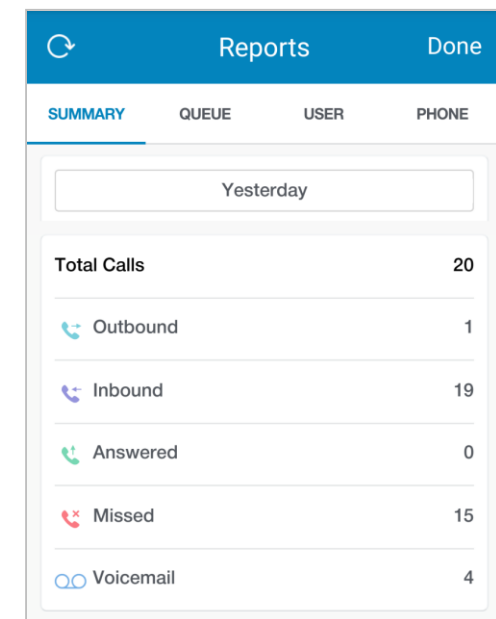 Reports Done
SUMMARY QUEUE USER PHONE
Yesterday
Total Calls 20
Outbound 1
Inbound 19
Answered 0
Missed 15
Voicemail 4